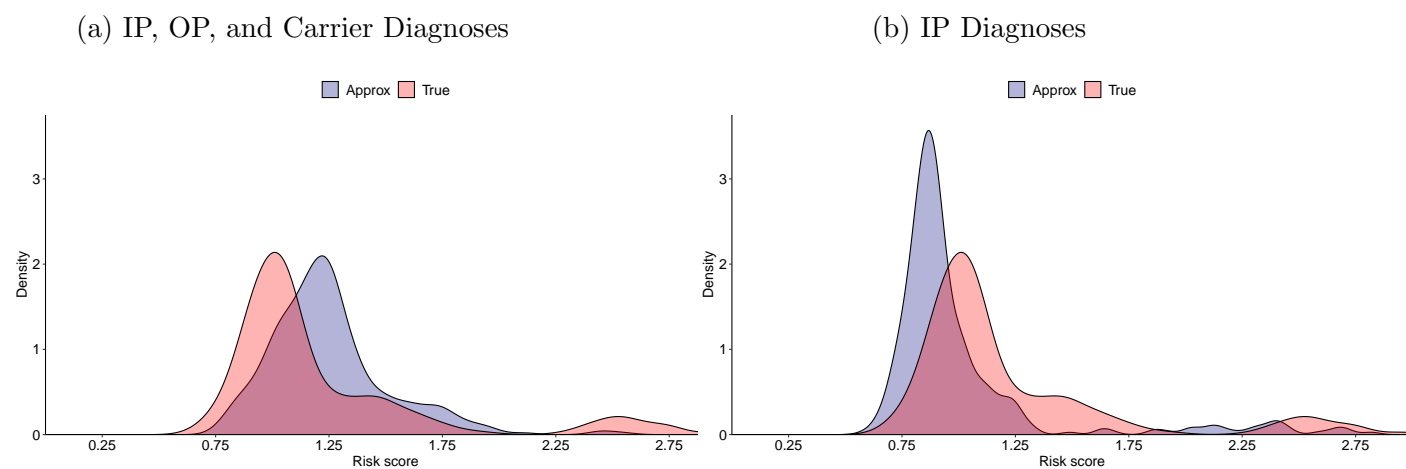 (a) IP, OP, and Carrier Diagnoses
Approx True
3
2
1
0
Density
0.25 0.75 1.25 1.75 2.25 2.75
Risk score
(b) IP Diagnoses
Approx True
3
2
1
0
Density
0.25 0.75 1.25 1.75 2.25 2.75
Risk score